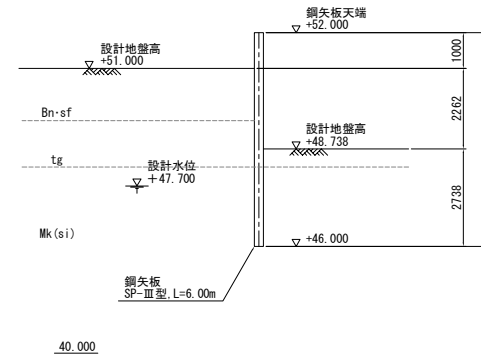 鋼矢板天端
+52.000
設計地盤高
+51.000
1000
Bn·sf
2262
設計地盤高
+48.738
tg
設計水位
+47.700
2738
Mk(si)
+46.000
鋼矢板
SP-Ⅲ型, L=6.00m
40.000